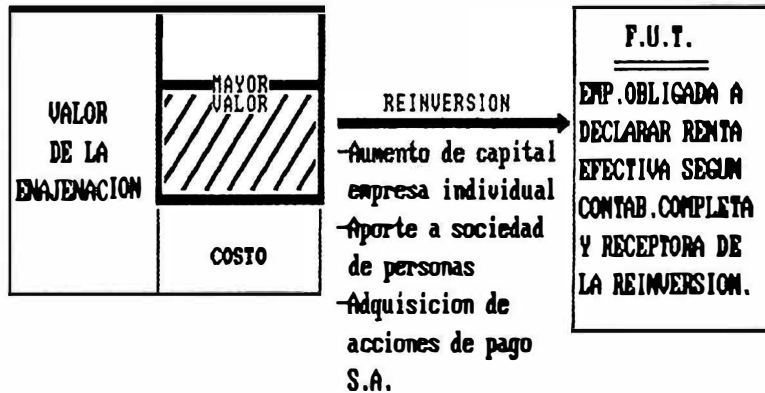 VALOR
DE LA
ENAJENACION
MAYOR
VALOR
COSTO
REINVERSION
-Aumento de capital
empresa individual
-Aporte a sociedad
de personas
-Adquisicion de
acciones de pago
S.A.
F.U.T.
EMP.OBLIGADA A
DECLARAR RENTA
EFECTIVA SEGUN
CONTAB.COMPLETA
Y RECEPTORA DE
LA REINVERSION.